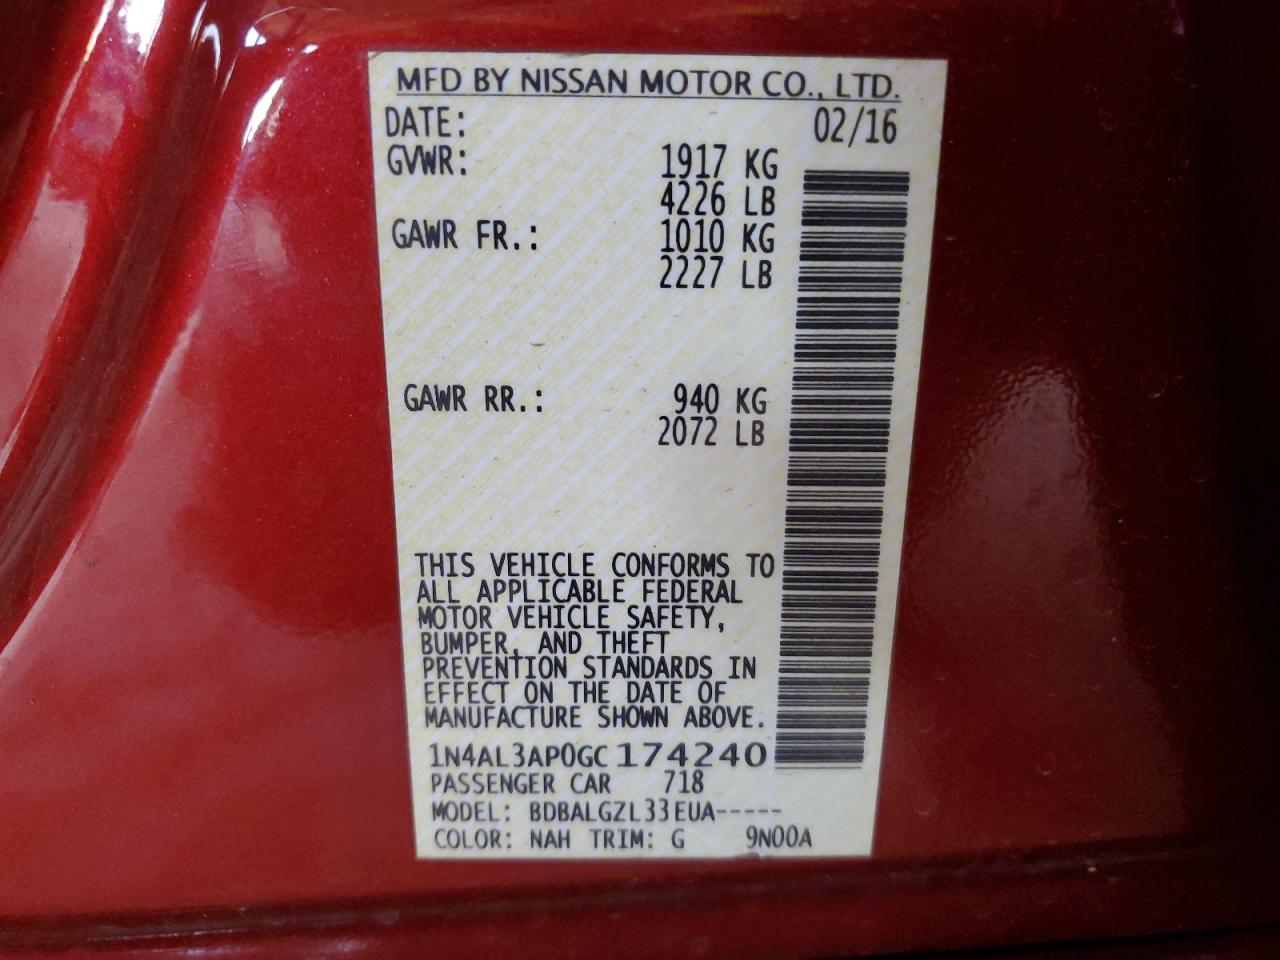 MFD BY NISSAN MOTOR CO., LTD.
DATE: 02/16
GVWR: 1917 KG
4226 LB
GAWR FR.: 1010 KG
2227 LB
GAWR RR.: 940 KG
2072 LB
THIS VEHICLE CONFORMS TO
ALL APPLICABLE FEDERAL
MOTOR VEHICLE SAFETY,
BUMPER, AND THEFT
PREVENTION STANDARDS IN
EFFECT ON THE DATE OF
MANUFACTURE SHOWN ABOVE.
1N4AL3AP0GC174240
PASSENGER CAR 718
MODEL: BDBALGZL33EUA-----
COLOR: NAH TRIM: G 9N00A